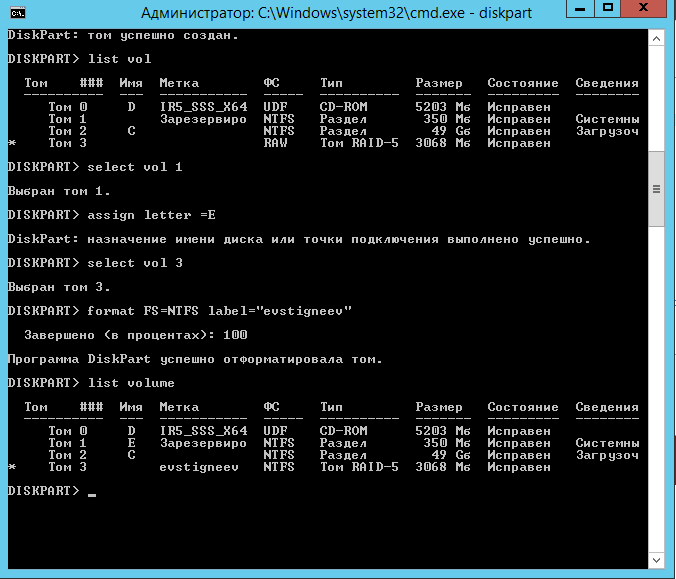 Администратор: C:\Windows\system32\cmd.exe - diskpart
DiskPart: том успешно создан.
DISKPART> list vol
Том ### Имя Метка ФС Тип Размер Состояние Сведения
---------- --- ----------- ----- ---------- ------- --------- --------
Том 0 D IR5_SSS_X64 UDF CD-ROM 5203 Mб Исправен
Том 1 Зарезервиро NTFS Раздел 350 Mб Исправен Системны
Том 2 C NTFS Раздел 49 Gб Исправен Загрузоч
* Том 3 RAW Том RAID-5 3068 Mб Исправен
DISKPART> select vol 1
Выбран том 1.
DISKPART> assign letter =E
DiskPart: назначение имени диска или точки подключения выполнено успешно.
DISKPART> select vol 3
Выбран том 3.
DISKPART> format FS=NTFS label="evstigneev"
Завершено (в процентах): 100
Программа DiskPart успешно отформатировала том.
DISKPART> list volume
Том ### Имя Метка ФС Тип Размер Состояние Сведения
---------- --- ----------- ----- ---------- ------- --------- --------
Том 0 D IR5_SSS_X64 UDF CD-ROM 5203 Mб Исправен
Том 1 E Зарезервиро NTFS Раздел 350 Mб Исправен Системны
Том 2 C NTFS Раздел 49 Gб Исправен Загрузоч
* Том 3 evstigneev NTFS Том RAID-5 3068 Mб Исправен
DISKPART> _